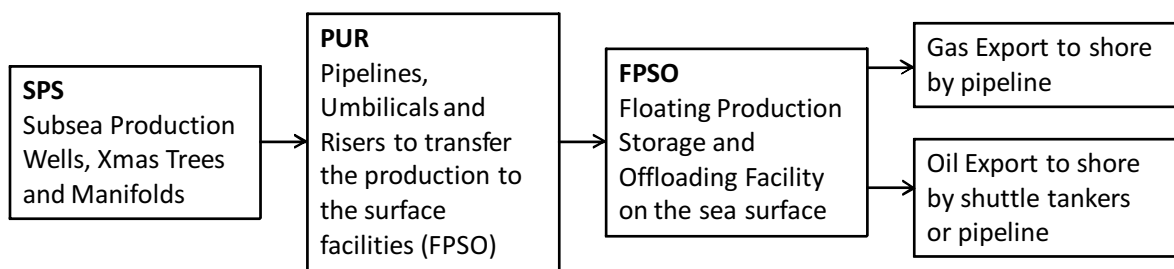 SPS
Subsea Production
Wells, Xmas Trees
and Manifolds
PUR
Pipelines,
Umbilicals and
Risers to transfer
the production to
the surface
facilities (FPSO)
FPSO
Floating Production
Storage and
Offloading Facility
on the sea surface
Gas Export to shore
by pipeline
Oil Export to shore
by shuttle tankers
or pipeline